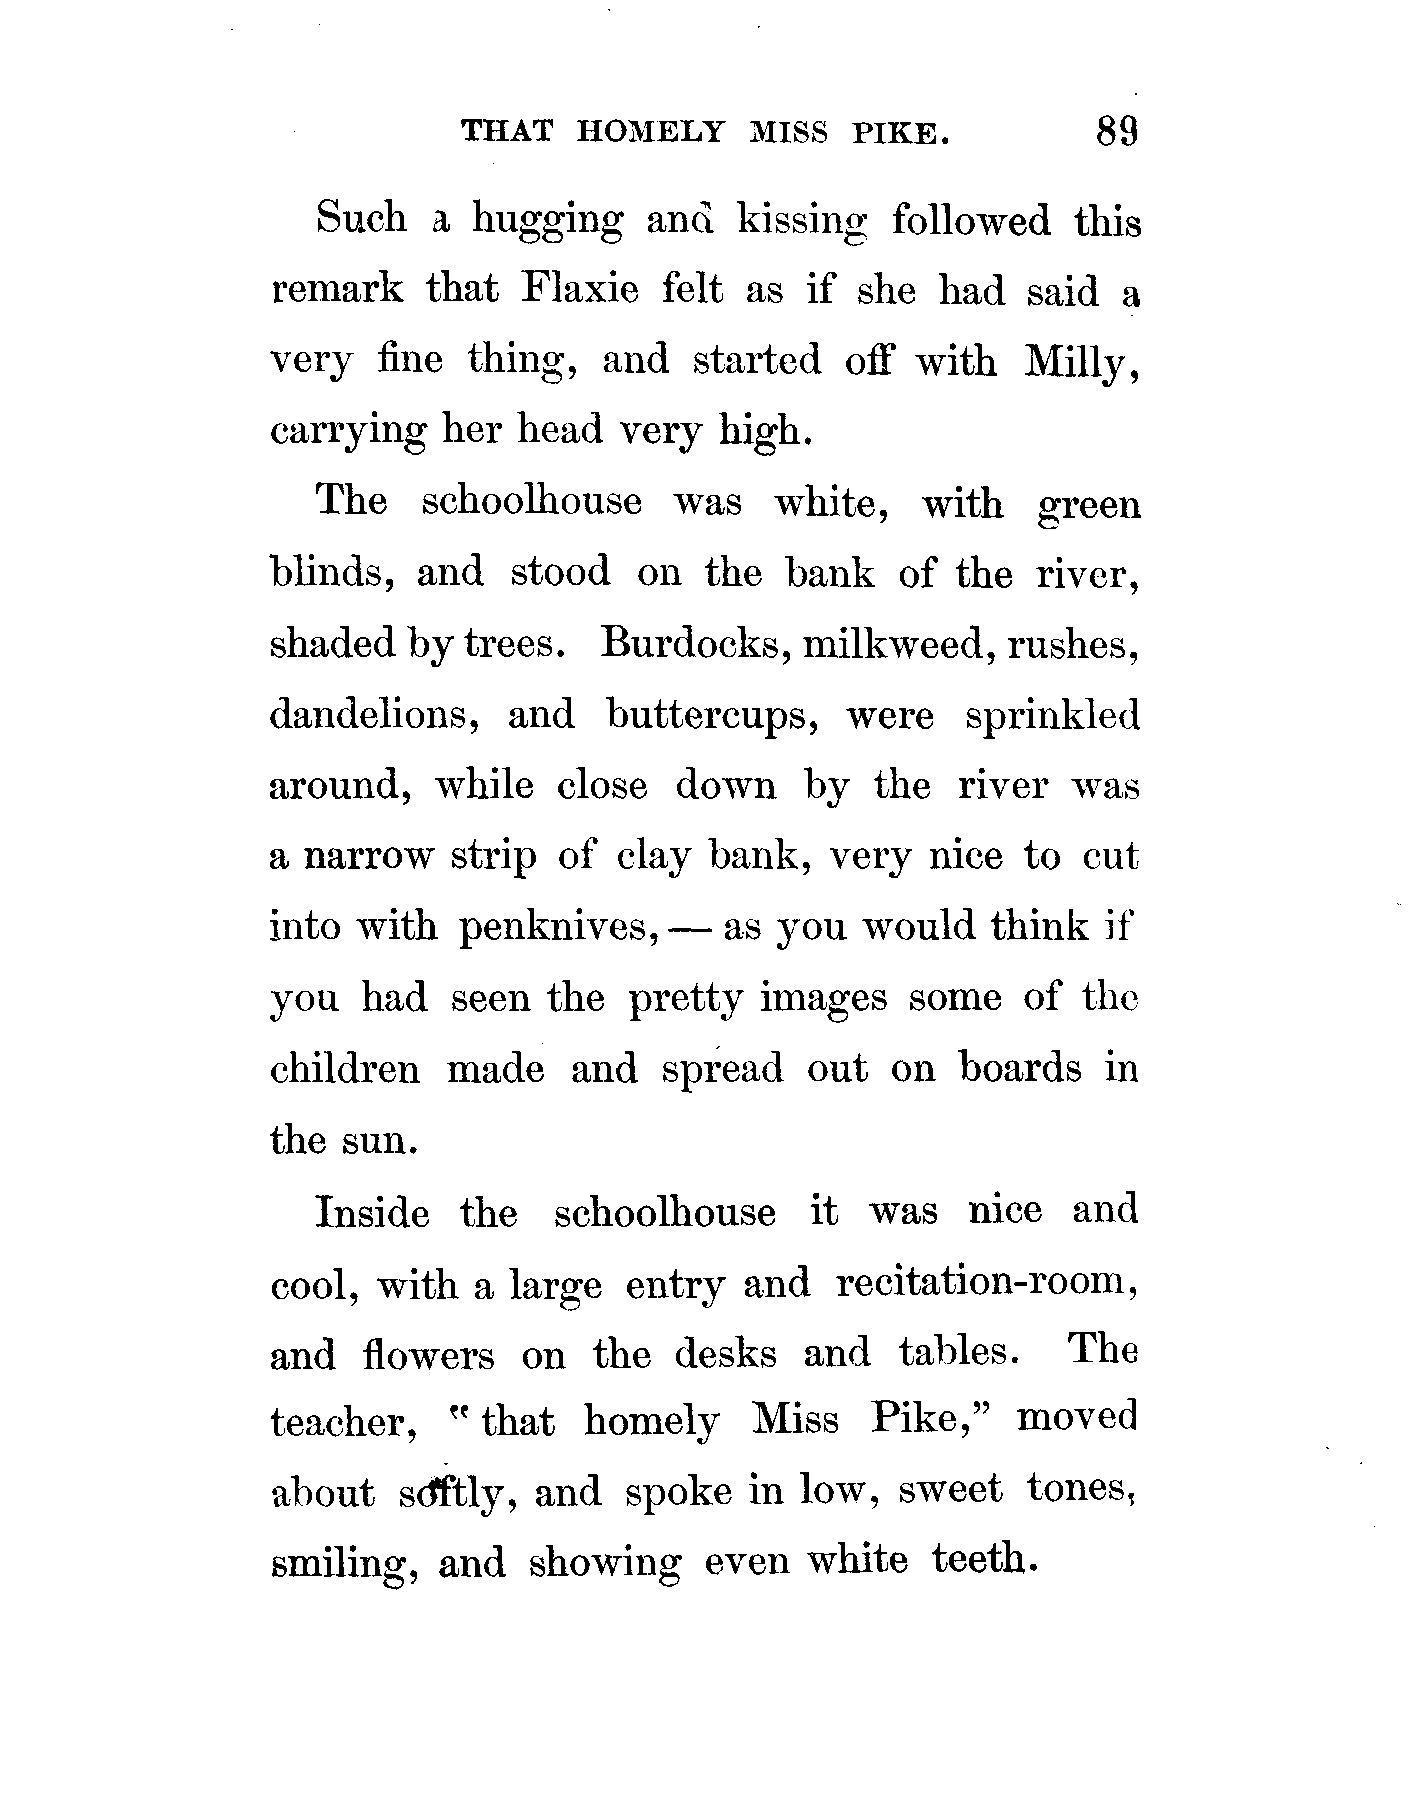 THAT HOMELY MISS PIKE. 89
Such a hugging and kissing followed this
remark that Flaxie felt as if she had said a
very fine thing, and started off with Milly,
carrying her head very high.
The schoolhouse was white, with green
blinds, and stood on the bank of the river,
shaded by trees. Burdocks, milkweed, rushes,
dandelions, and buttercups, were sprinkled
around, while close down by the river was
a narrow strip of clay bank, very nice to cut
into with penknives, — as you would think if
you had seen the pretty images some of the
children made and spread out on boards in
the sun.
Inside the schoolhouse it was nice and
cool, with a large entry and recitation-room,
and flowers on the desks and tables. The
teacher, "that homely Miss Pike," moved
about softly, and spoke in low, sweet tones,
smiling, and showing even white teeth.